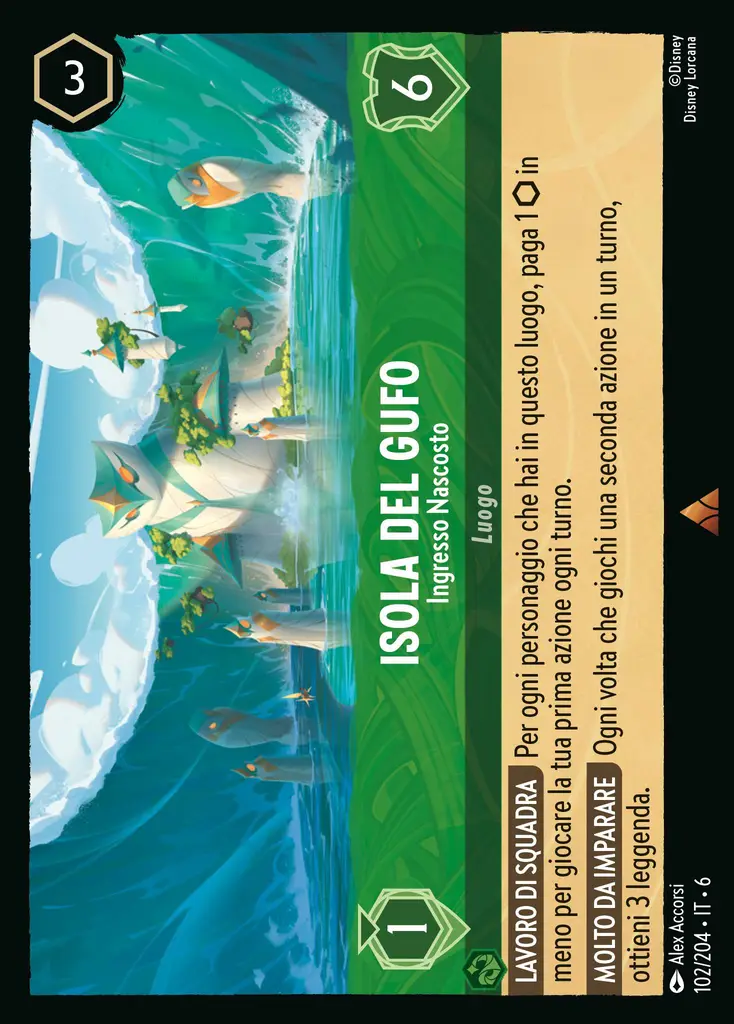 3
1
ISOLA DEL GUFO
Ingresso Nascosto
6
Luogo
LAVORO DI SQUADRA Per ogni personaggio che hai in questo luogo, paga 1 in
meno per giocare la tua prima azione ogni turno.
MOLTO DA IMPARARE Ogni volta che giochi una seconda azione in un turno,
ottieni 3 leggenda.
Alex Accorsi
102/204 • IT • 6
©Disney
Disney Lorcana